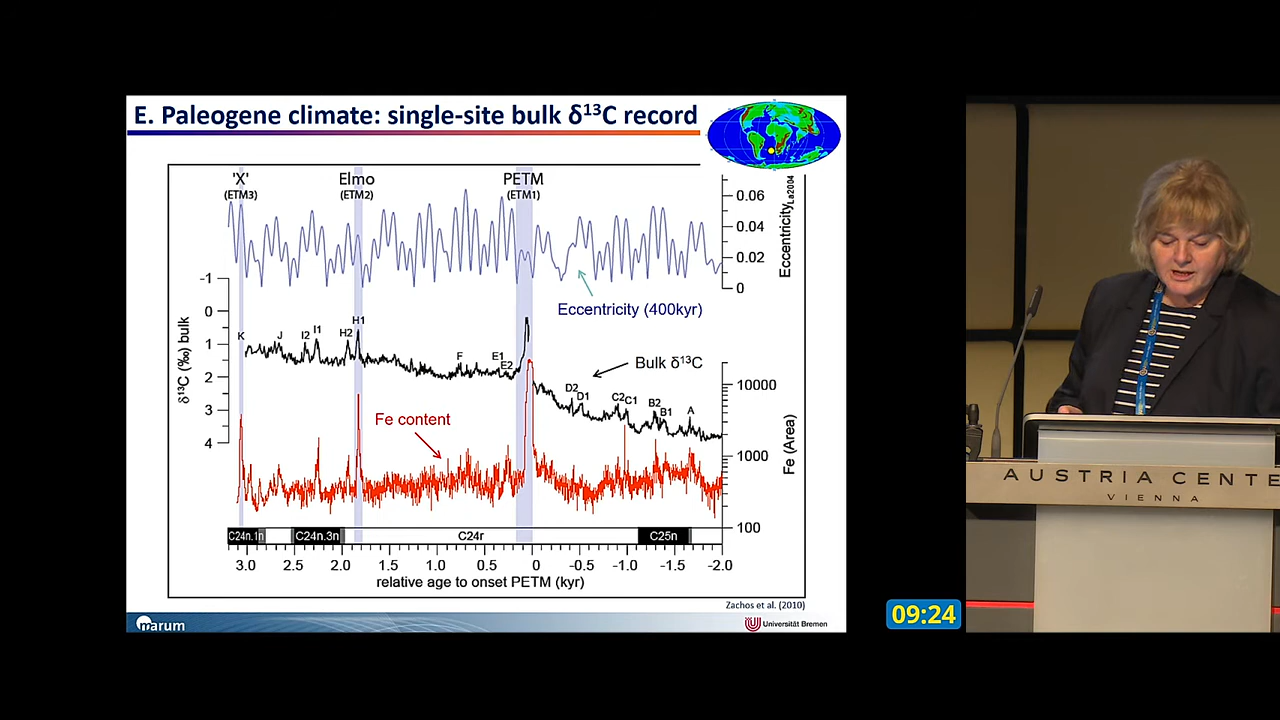 E. Paleogene climate: single-site bulk δ¹³C record
'X'
(ETM3)
Elmo
(ETM2)
PETM
(ETM1)
0.06
0.04
0.02
0
Eccentricity La2004
Eccentricity (400kyr)
-1
0
1
2
3
4
δ¹³C (‰) bulk
K
J
I2
I1
H2
H1
F
E1
E2
D2
D1
C2
C1
B2
B1
A
Bulk δ¹³C
Fe content
10000
1000
100
Fe (Area)
C24n.1n
C24n.3n
C24r
C25n
3.0 2.5 2.0 1.5 1.0 0.5 0 -0.5 -1.0 -1.5 -2.0
relative age to onset PETM (kyr)
Zachos et al. (2010)
marum
Universität Bremen
09:24
AUSTRIA CENTE
VIENNA